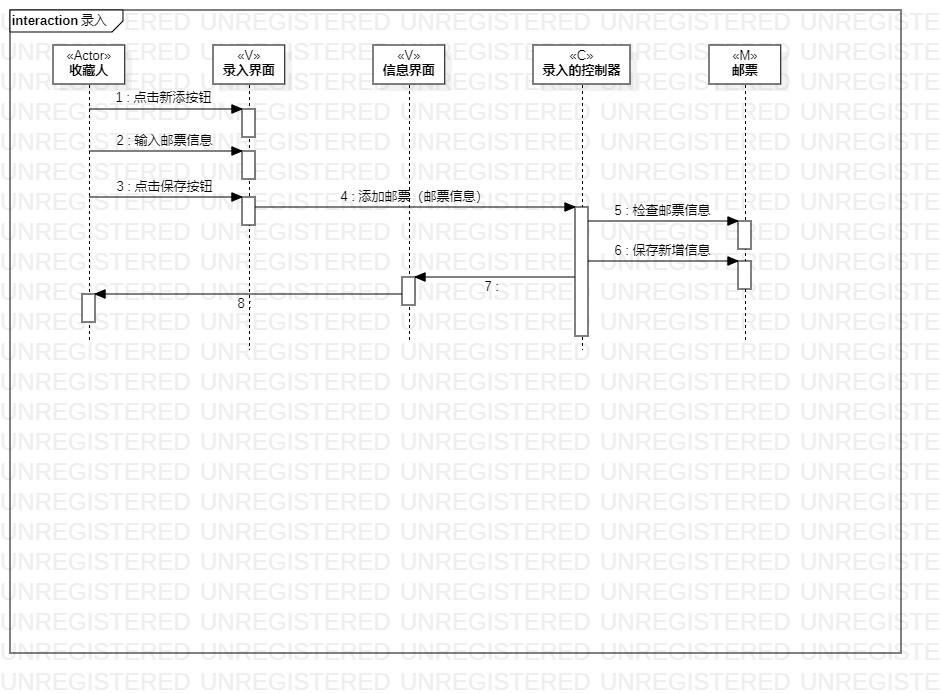 interaction 录入
«Actor»
收藏人
«V»
录入界面
«V»
信息界面
«C»
录入的控制器
«M»
邮票
1 : 点击新添按钮
2 : 输入邮票信息
3 : 点击保存按钮
4 : 添加邮票（邮票信息）
5 : 检查邮票信息
6 : 保存新增信息
7 :
8
UNREGISTERED UNREGISTERED UNREGISTERED UNREGISTERED UNREGISTE